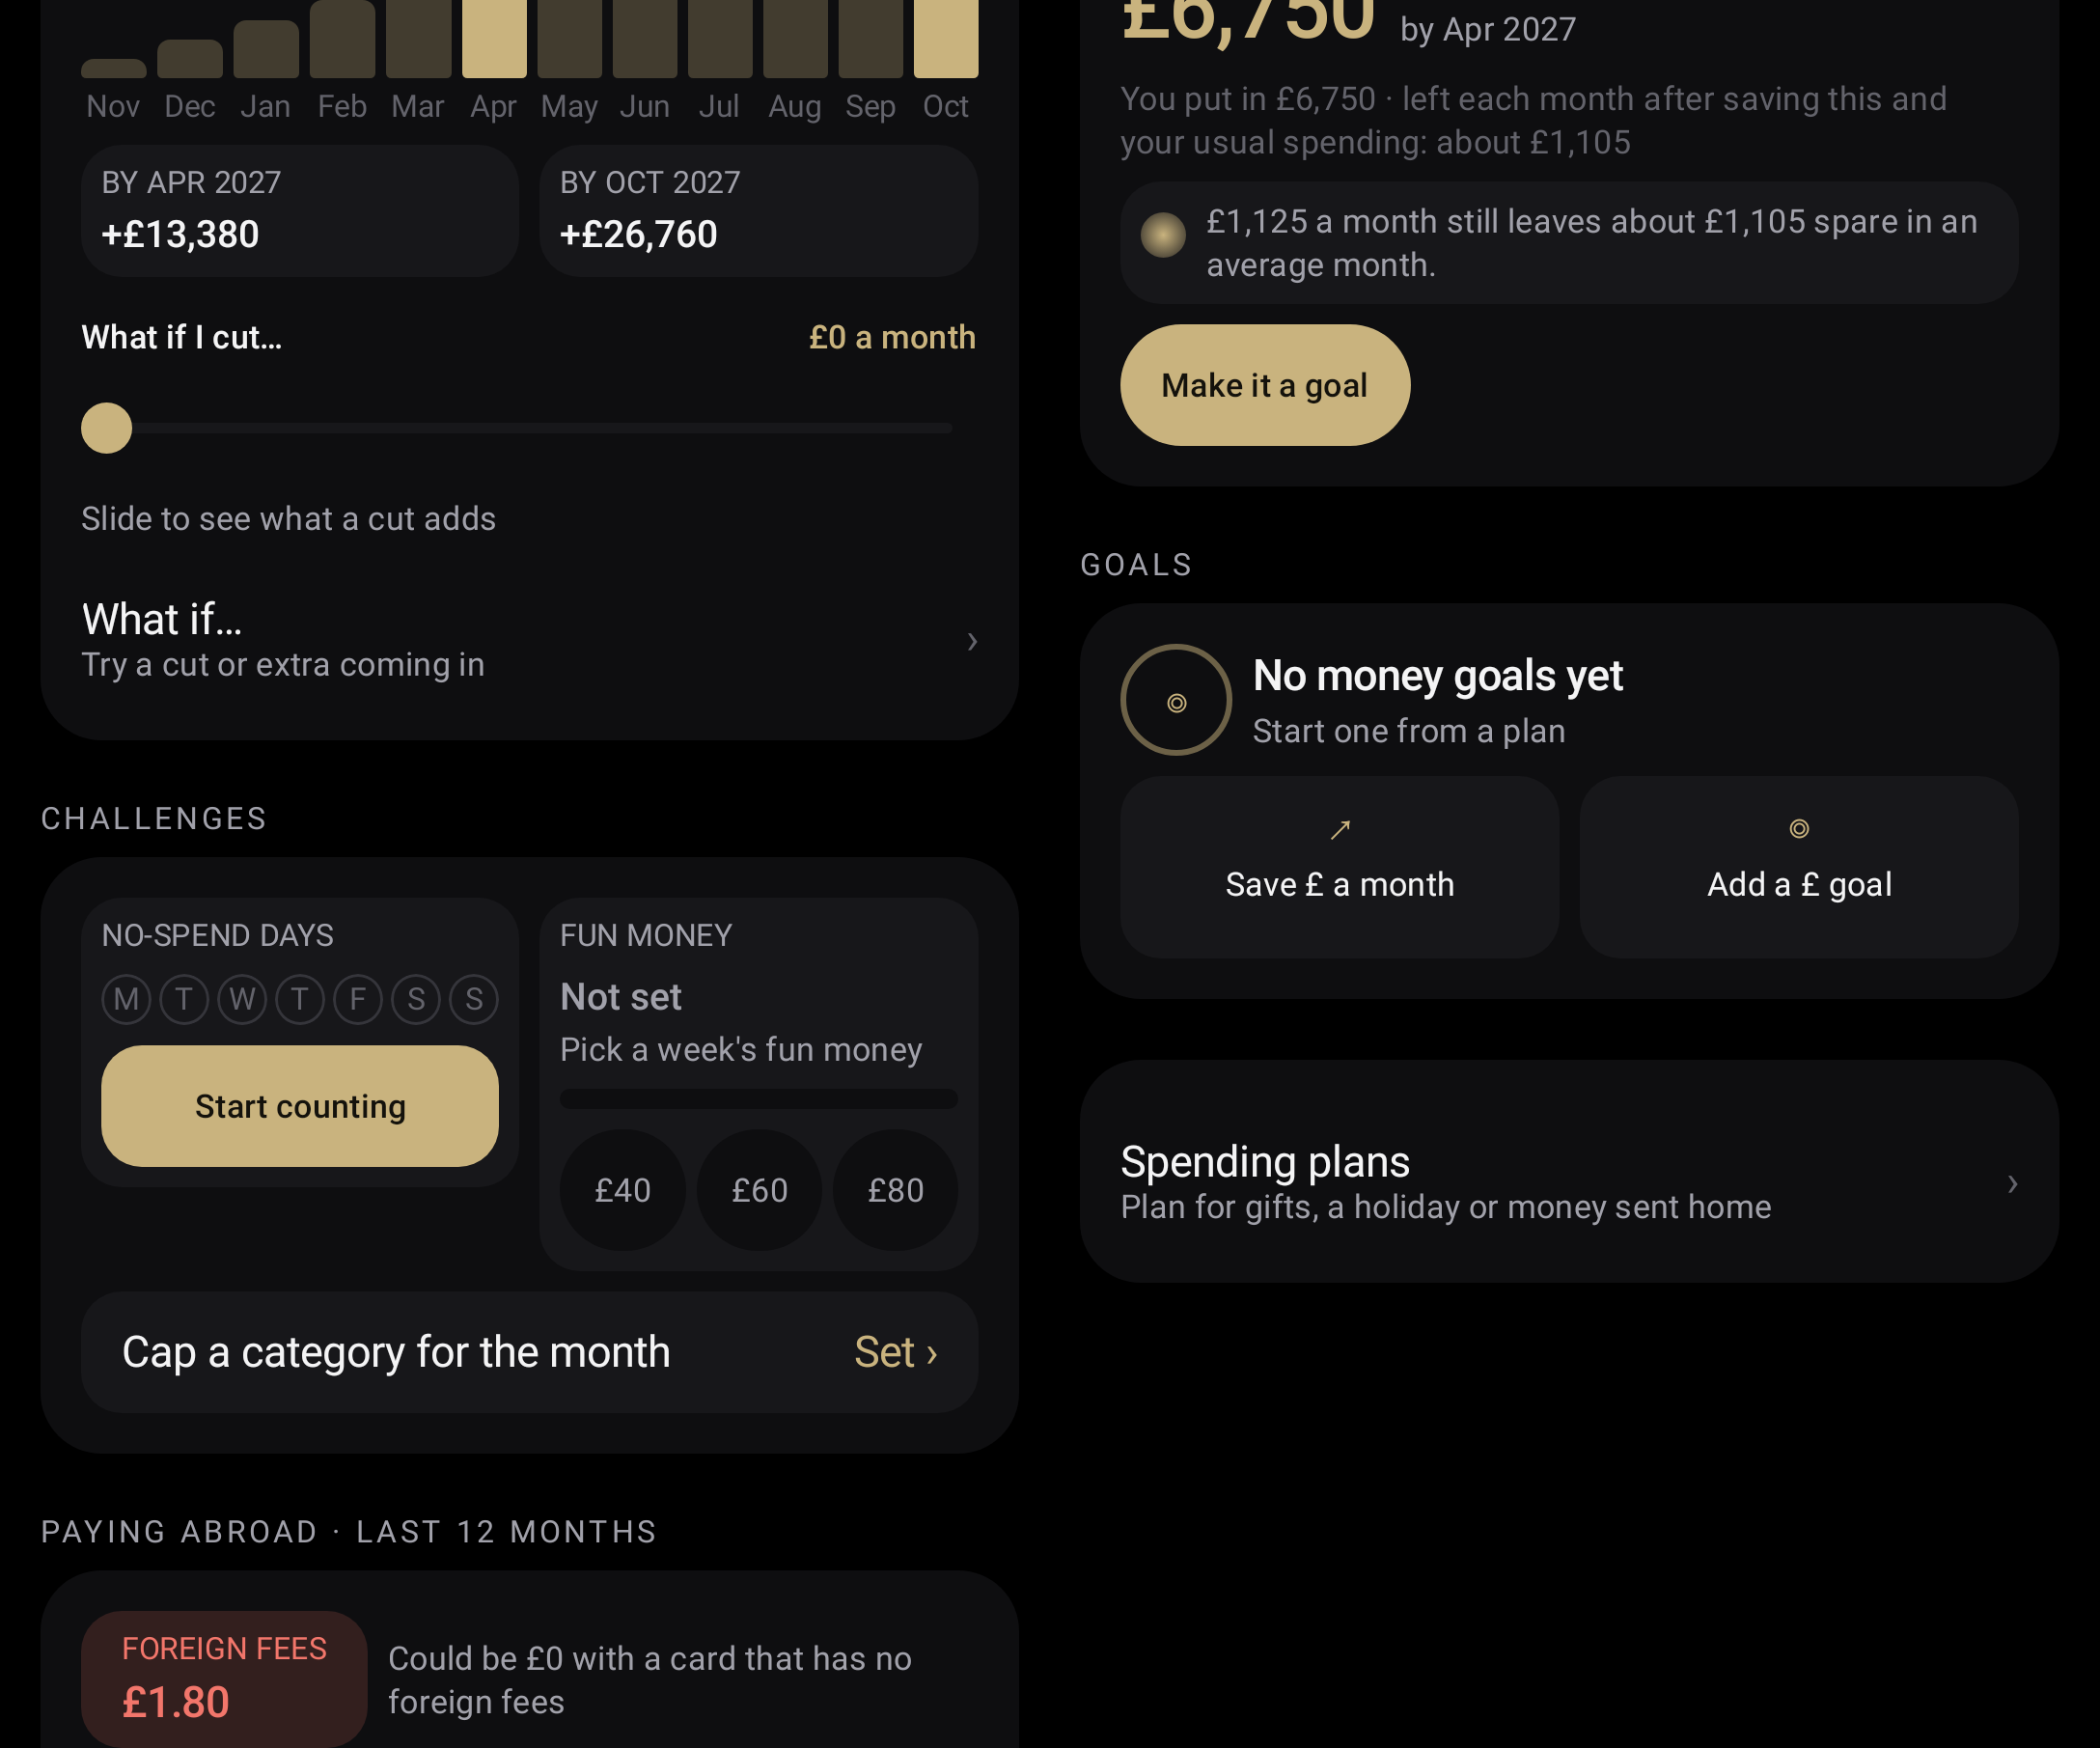 Nov Dec Jan Feb Mar Apr May Jun Jul Aug Sep Oct
BY APR 2027
+£13,380
BY OCT 2027
+£26,760
What if I cut…
£0 a month
Slide to see what a cut adds
What if…
Try a cut or extra coming in
›
CHALLENGES
NO-SPEND DAYS
M T W T F S S
Start counting
FUN MONEY
Not set
Pick a week's fun money
£40 £60 £80
Cap a category for the month
Set ›
PAYING ABROAD · LAST 12 MONTHS
FOREIGN FEES
£1.80
Could be £0 with a card that has no
foreign fees
£6,750 by Apr 2027
You put in £6,750 · left each month after saving this and
your usual spending: about £1,105
£1,125 a month still leaves about £1,105 spare in an
average month.
Make it a goal
GOALS
No money goals yet
Start one from a plan
Save £ a month
Add a £ goal
Spending plans
Plan for gifts, a holiday or money sent home
›